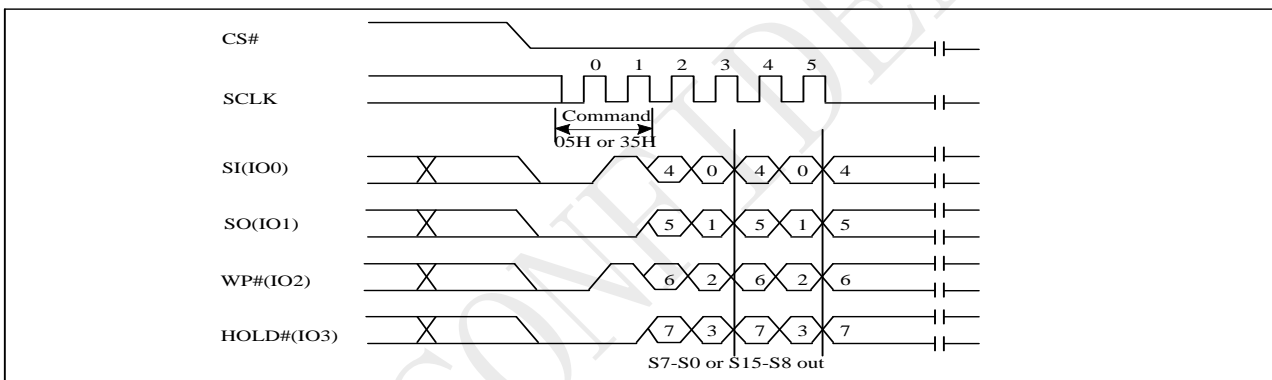 CS#
0 1 2 3 4 5
SCLK
Command
05H or 35H
SI(IO0) 4 0 4 0 4
SO(IO1) 5 1 5 1 5
WP#(IO2) 6 2 6 2 6
HOLD#(IO3) 7 3 7 3 7
S7-S0 or S15-S8 out